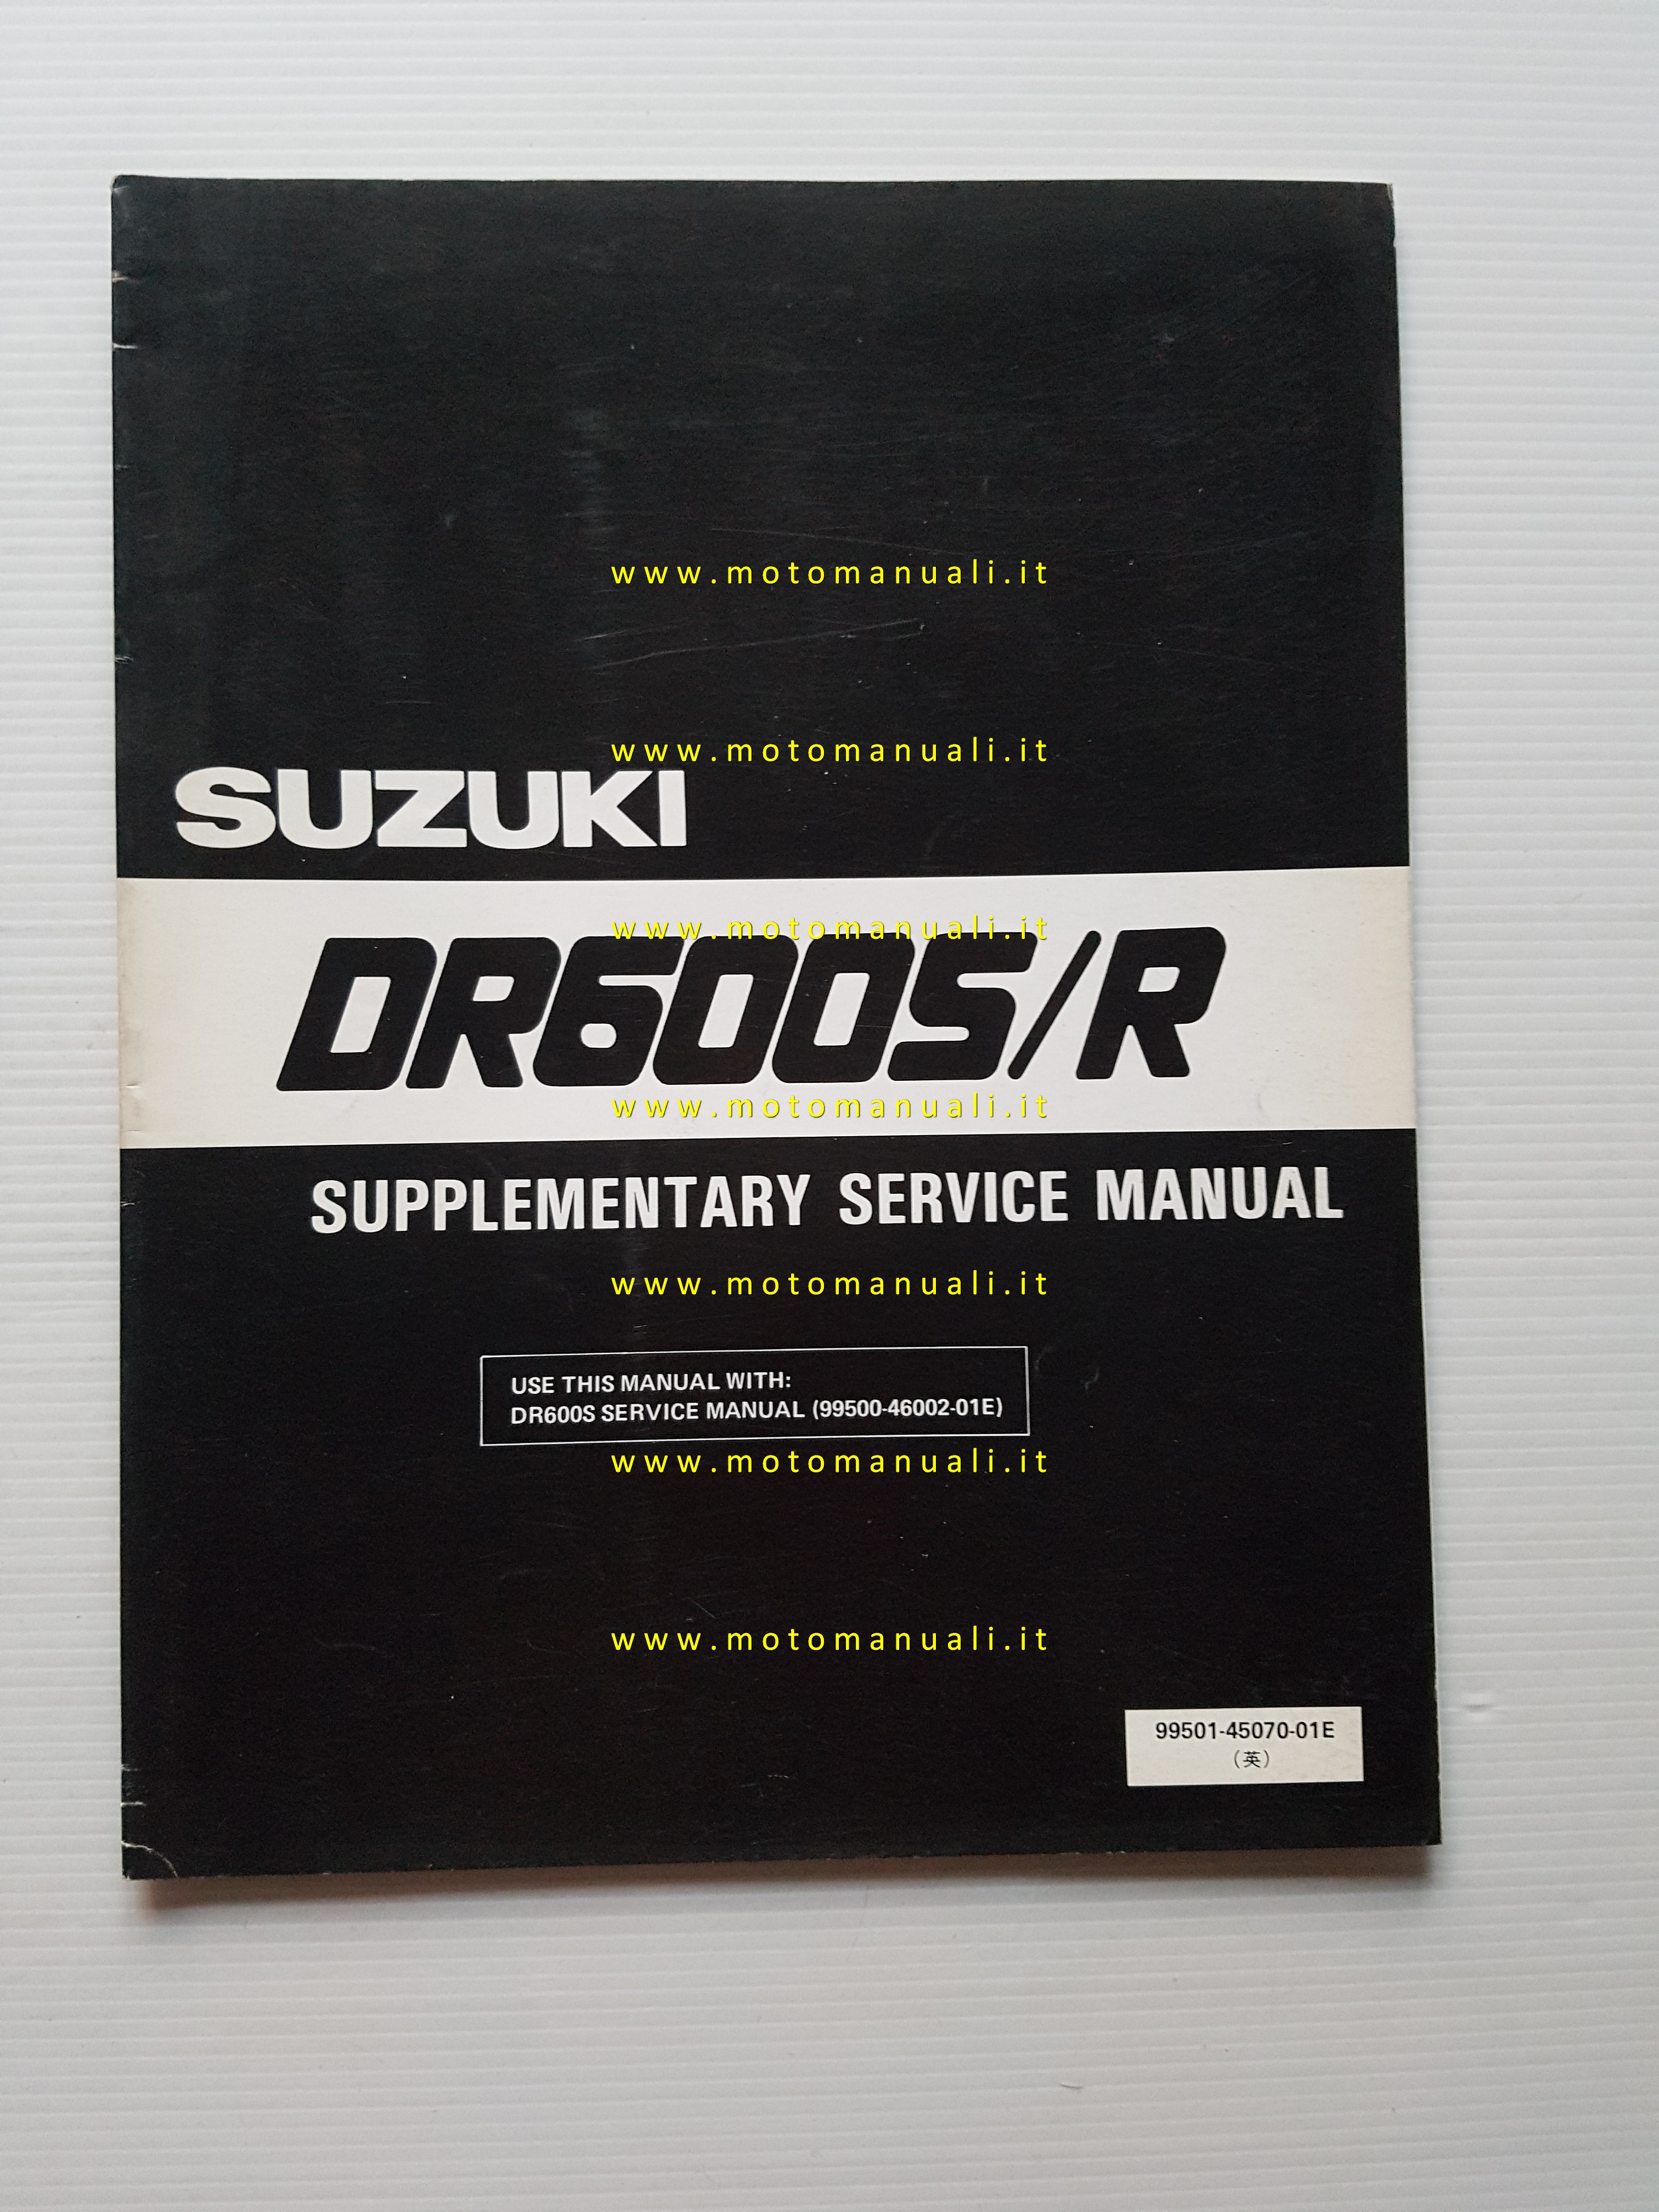 www.motomanuali.it
www.motomanuali.it
SUZUKI
www.motomanuali.it
DR600S/R
www.motomanuali.it
SUPPLEMENTARY SERVICE MANUAL
www.motomanuali.it
USE THIS MANUAL WITH:
DR600S SERVICE MANUAL (99500-46002-01E)
www.motomanuali.it
www.motomanuali.it
99501-45070-01E
(英)